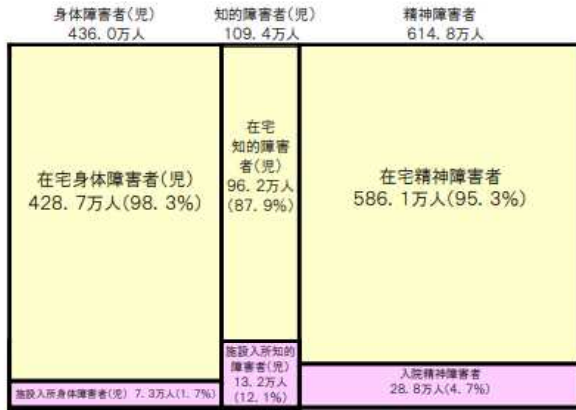 身体障害者(児)
436.0万人
知的障害者(児)
109.4万人
精神障害者
614.8万人
在宅身体障害者(児)
428.7万人(98.3%)
在宅
知的障害
者(児)
96.2万人
(87.9%)
在宅精神障害者
586.1万人(95.3%)
施設入所身体障害者(児) 7.3万人(1.7%)
施設入所知的
障害者(児)
13.2万人
(12.1%)
入院精神障害者
28.8万人(4.7%)